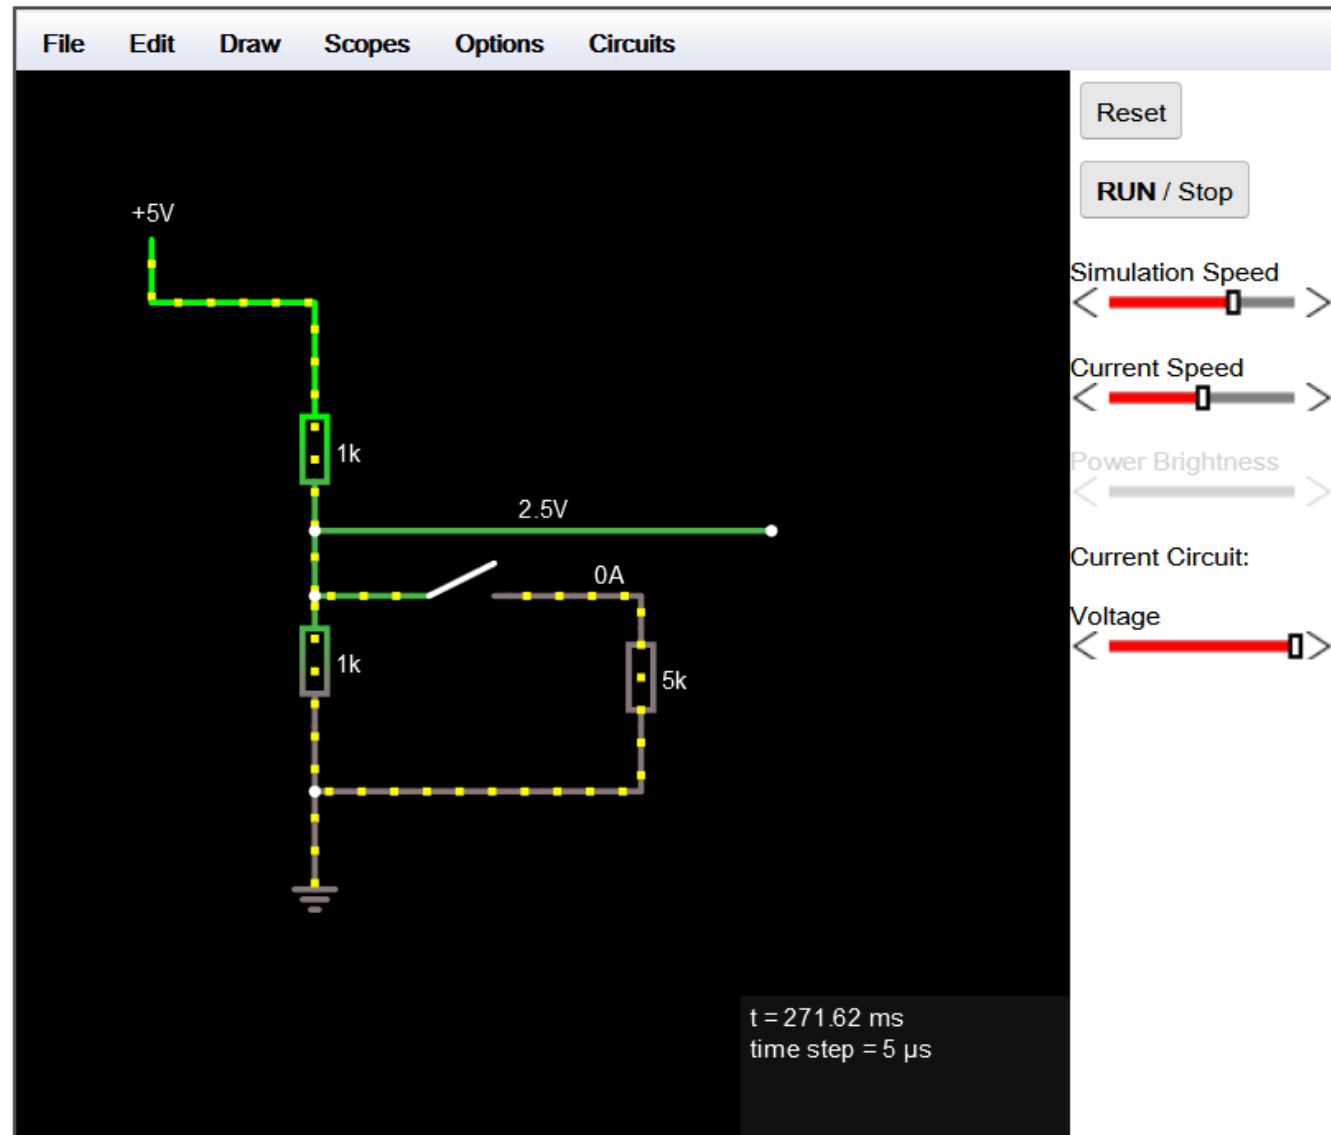 File Edit Draw Scopes Options Circuits
Reset
RUN / Stop
Simulation Speed
Current Speed
Power Brightness
Current Circuit:
Voltage
+5V
1k
2.5V
0A
1k
5k
t = 271.62 ms
time step = 5 µs